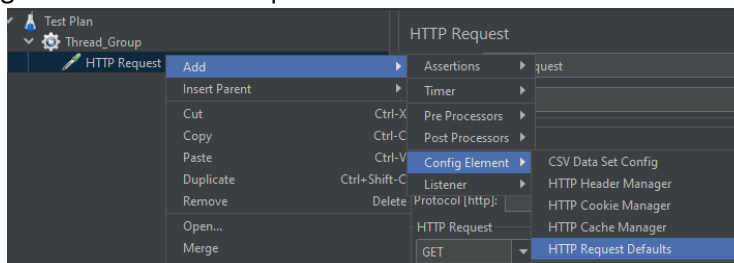 Test Plan
Thread_Group
HTTP Request
HTTP Request
Add
Assertions
quest
Insert Parent
Timer
Cut Ctrl-X
Pre Processors
Copy Ctrl-C
Post Processors
Paste Ctrl-V
Config Element
CSV Data Set Config
Duplicate Ctrl+Shift-C
Listener
HTTP Header Manager
Remove Delete
Protocol [http]:
HTTP Cookie Manager
Open...
HTTP Request
HTTP Cache Manager
Merge
GET
HTTP Request Defaults